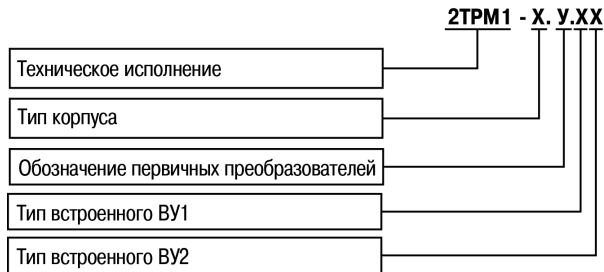 2ТРМ1 - Х. У.ХХ
Техническое исполнение
Тип корпуса
Обозначение первичных преобразователей
Тип встроенного ВУ1
Тип встроенного ВУ2